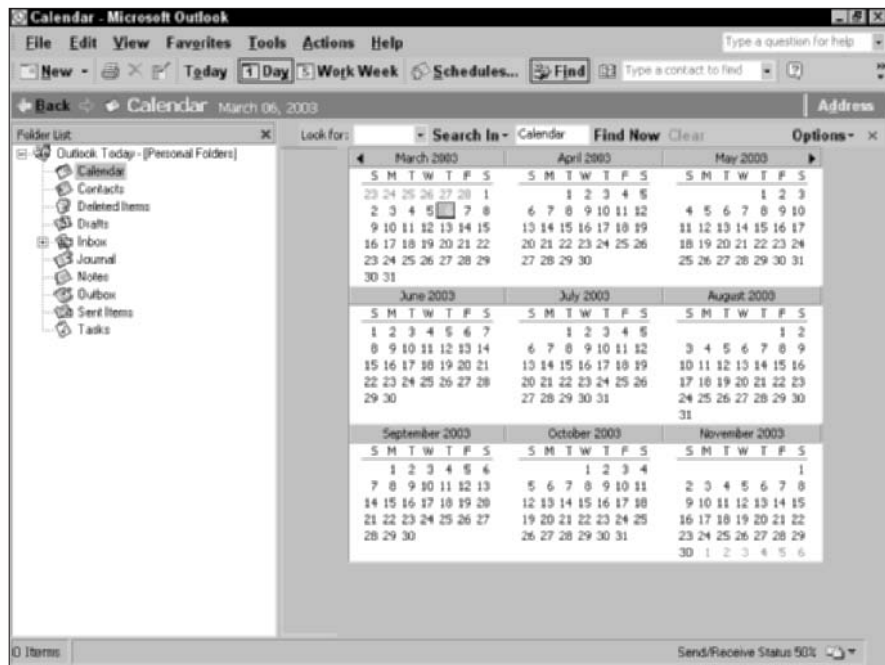 Calendar - Microsoft Outlook
File Edit View Favorites Tools Actions Help Type a question for help
New Today 1 Day 5 Work Week Schedules... Find Type a contact to find
Back Calendar March 06, 2003 Address
Folder List Look for: Search In Calendar Find Now Clear Options
Outlook Today - [Personal Folders]
Calendar
Contacts
Deleted Items
Drafts
Inbox
Journal
Notes
Outbox
Sent Items
Tasks
March 2003 April 2003 May 2003
S M T W T F S S M T W T F S S M T W T F S
23 24 25 26 27 28 1 1 2 3 4 5 1 2 3
2 3 4 5 7 8 6 7 8 9 10 11 12 4 5 6 7 8 9 10
9 10 11 12 13 14 15 13 14 15 16 17 18 19 11 12 13 14 15 16 17
16 17 18 19 20 21 22 20 21 22 23 24 25 26 18 19 20 21 22 23 24
23 24 25 26 27 28 29 27 28 29 30 25 26 27 28 29 30 31
30 31
June 2003 July 2003 August 2003
S M T W T F S S M T W T F S S M T W T F S
1 2 3 4 5 6 7 1 2 3 4 5 1 2
8 9 10 11 12 13 14 6 7 8 9 10 11 12 3 4 5 6 7 8 9
15 16 17 18 19 20 21 13 14 15 16 17 18 19 10 11 12 13 14 15 16
22 23 24 25 26 27 28 20 21 22 23 24 25 26 17 18 19 20 21 22 23
29 30 27 28 29 30 31 24 25 26 27 28 29 30
31
September 2003 October 2003 November 2003
S M T W T F S S M T W T F S S M T W T F S
1 2 3 4 5 6 1 2 3 4 1
7 8 9 10 11 12 13 5 6 7 8 9 10 11 2 3 4 5 6 7 8
14 15 16 17 18 19 20 12 13 14 15 16 17 18 9 10 11 12 13 14 15
21 22 23 24 25 26 27 19 20 21 22 23 24 25 16 17 18 19 20 21 22
28 29 30 26 27 28 29 30 31 23 24 25 26 27 28 29
30 1 2 3 4 5 6
0 Items Send/Receive Status 50%